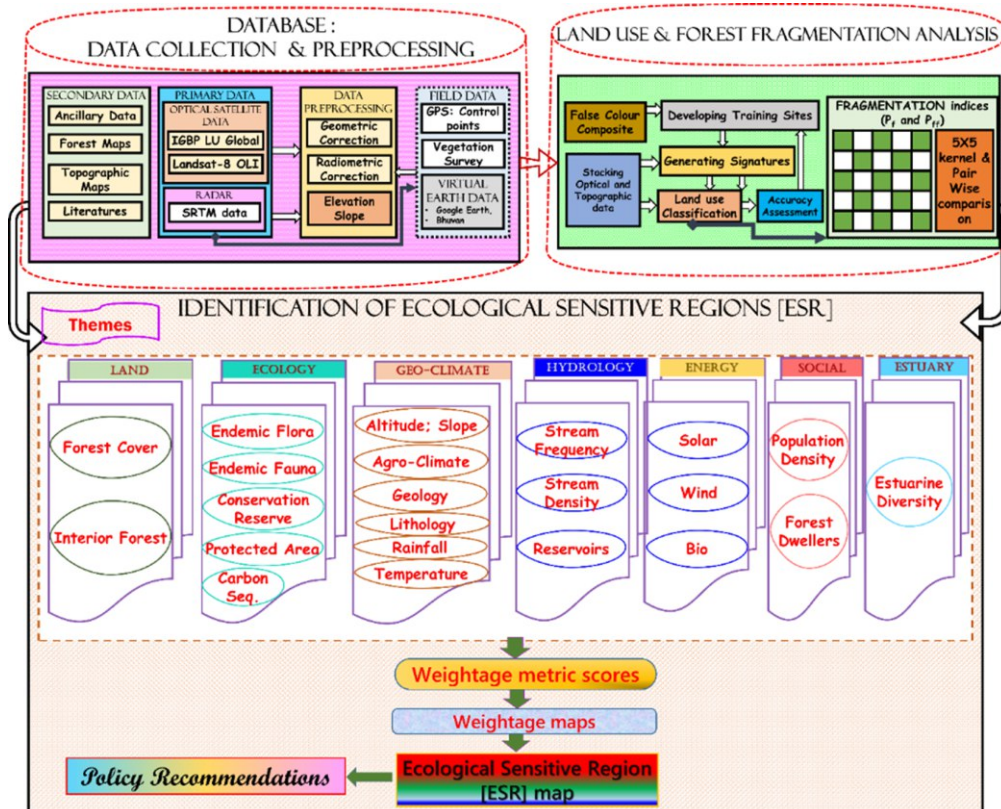 DATABASE :
DATA COLLECTION & PREPROCESSING
SECONDARY DATA
Ancillary Data
Forest Maps
Topographic
Maps
Literatures
PRIMARY DATA
OPTICAL SATELLITE
DATA
IGBP LU Global
Landsat-8 OLI
RADAR
SRTM data
DATA
PREPROCESSING
Geometric
Correction
Radiometric
Correction
Elevation
Slope
FIELD DATA
GPS: Control
points
Vegetation
Survey
VIRTUAL
EARTH DATA
• Google Earth,
• Bhuvan
LAND USE & FOREST FRAGMENTATION ANALYSIS
False Colour
Composite
Stacking
Optical and
Topographic
data
Developing Training Sites
Generating Signatures
Land use
Classification
Accuracy
Assessment
FRAGMENTATION indices
(Pf and Pff)
5X5
kernel &
Pair
Wise
comparis
on
IDENTIFICATION OF ECOLOGICAL SENSITIVE REGIONS [ESR]
Themes
LAND
Forest Cover
Interior Forest
ECOLOGY
Endemic Flora
Endemic Fauna
Conservation
Reserve
Protected Area
Carbon
Seq.
GEO-CLIMATE
Altitude; Slope
Agro-Climate
Geology
Lithology
Rainfall
Temperature
HYDROLOGY
Stream
Frequency
Stream
Density
Reservoirs
ENERGY
Solar
Wind
Bio
SOCIAL
Population
Density
Forest
Dwellers
ESTUARY
Estuarine
Diversity
Weightage metric scores
Weightage maps
Ecological Sensitive Region
[ESR] map
Policy Recommendations